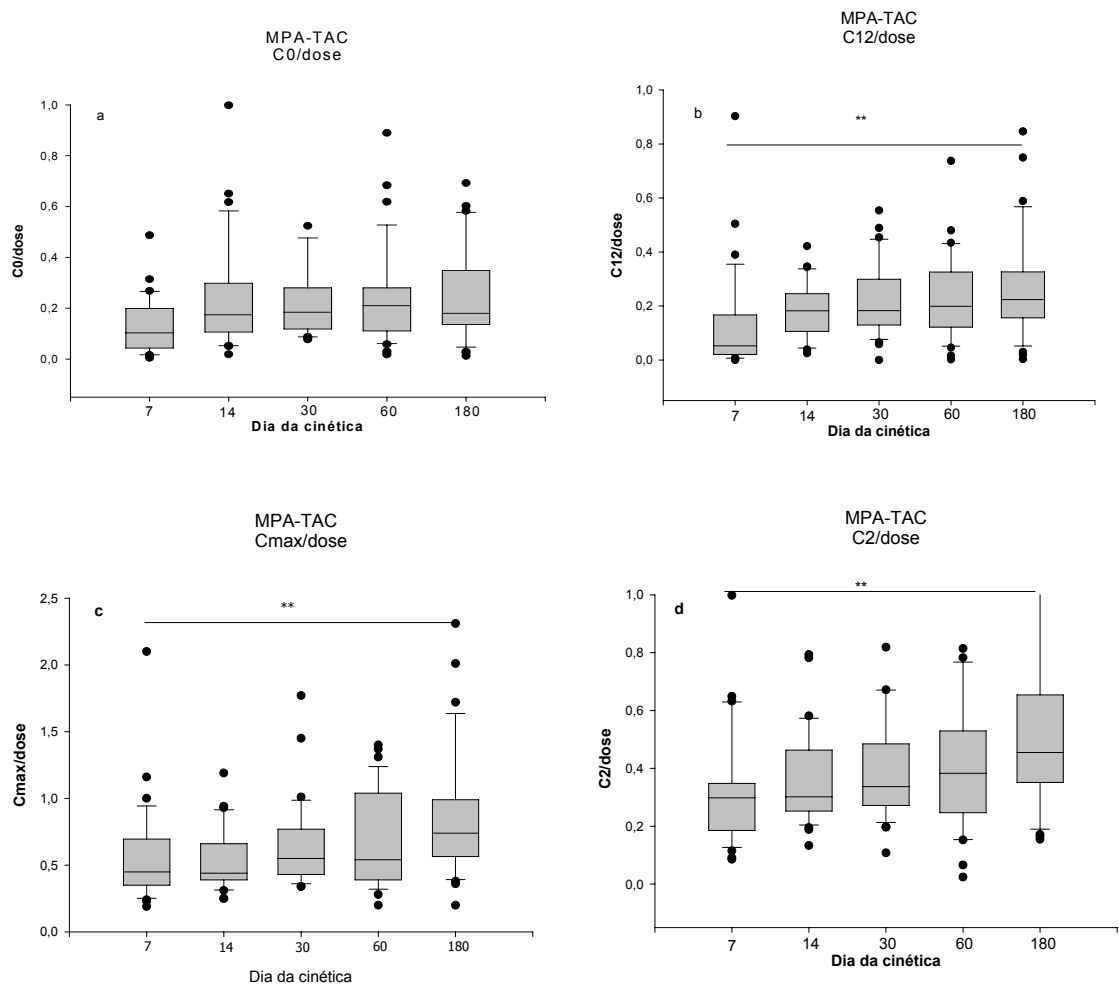 MPA-TAC
C0/dose
a
1,0
0,8
0,6
0,4
0,2
0,0
C0/dose
7 14 30 60 180
Dia da cinética
MPA-TAC
C12/dose
b
**
1,0
0,8
0,6
0,4
0,2
0,0
C12/dose
7 14 30 60 180
Dia da cinética
MPA-TAC
Cmax/dose
c
**
2,5
2,0
1,5
1,0
0,5
0,0
Cmax/dose
7 14 30 60 180
Dia da cinética
MPA-TAC
C2/dose
**
d
1,0
0,8
0,6
0,4
0,2
0,0
C2/dose
7 14 30 60 180
Dia da cinética